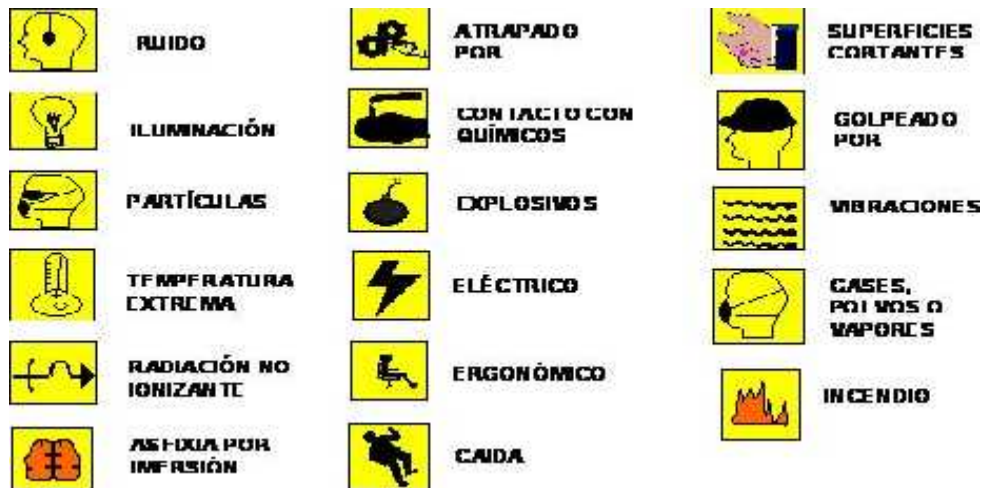 RUIDO
ILUMINACIÓN
PARTÍCULAS
TEMPERATURA
EXTREMA
RADIACIÓN NO
IONIZANTE
ASFIXIA POR
IMERSIÓN
ATRAPADO
POR
CONTACTO CON
QUÍMICOS
EXPLOSIVOS
ELÉCTRICO
ERGONÓMICO
CAIDA
SUPERFICIES
CORTANTES
GOLPEADO
POR
VIBRACIONES
GASES,
POLVOS O
VAPORES
INCENDIO